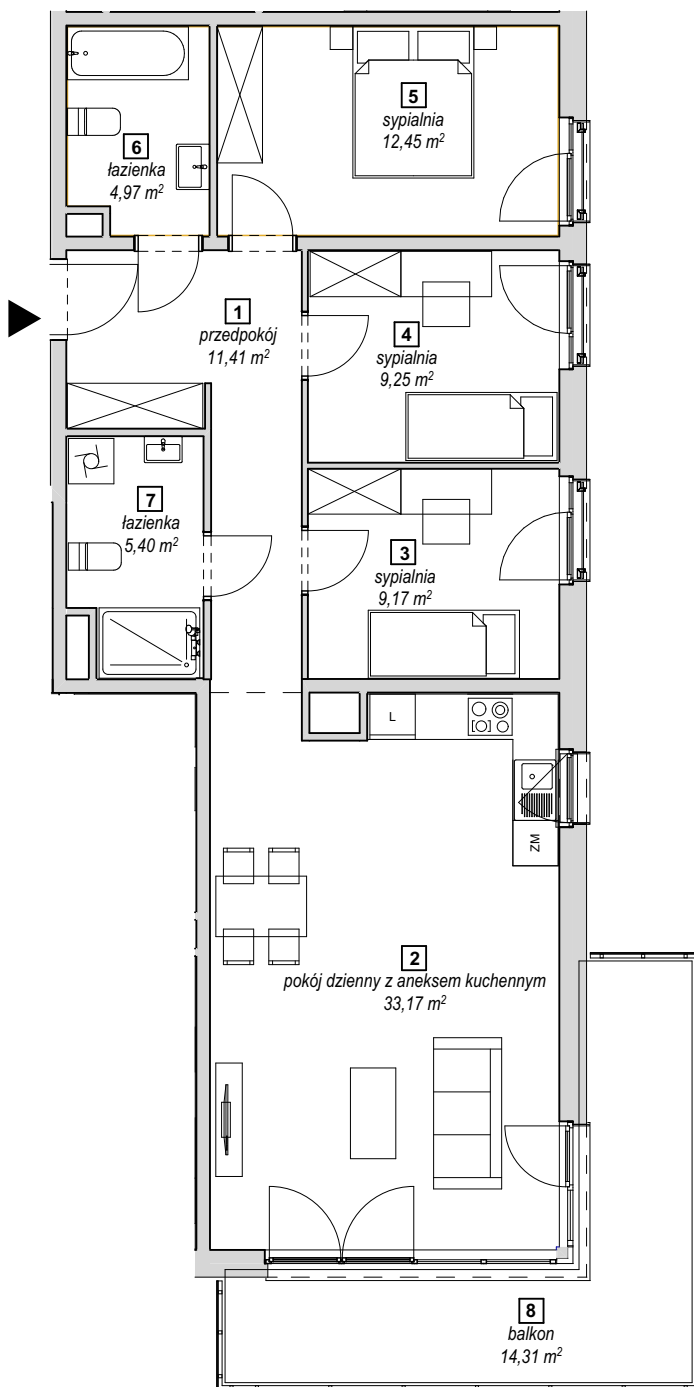 5
sypialnia
12,45 m²
6
łazienka
4,97 m²
1
przedpokój
11,41 m²
4
sypialnia
9,25 m²
7
łazienka
5,40 m²
3
sypialnia
9,17 m²
L
ZM
2
pokój dzienny z aneksem kuchennym
33,17 m²
8
balkon
14,31 m²